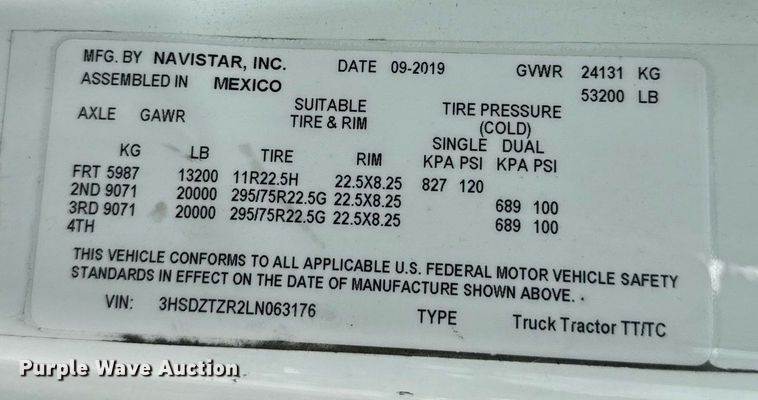 MFG. BY NAVISTAR, INC. DATE 09-2019 GVWR 24131 KG
ASSEMBLED IN MEXICO 53200 LB
SUITABLE TIRE PRESSURE
AXLE GAWR TIRE & RIM (COLD)
SINGLE DUAL
KG LB TIRE RIM KPA PSI KPA PSI
FRT 5987 13200 11R22.5H 22.5X8.25 827 120
2ND 9071 20000 295/75R22.5G 22.5X8.25 689 100
3RD 9071 20000 295/75R22.5G 22.5X8.25 689 100
4TH
THIS VEHICLE CONFORMS TO ALL APPLICABLE U.S. FEDERAL MOTOR VEHICLE SAFETY
STANDARDS IN EFFECT ON THE DATE OF MANUFACTURE SHOWN ABOVE.
VIN: 3HSDZTZR2LN063176 TYPE Truck Tractor TT/TC
Purple Wave Auction